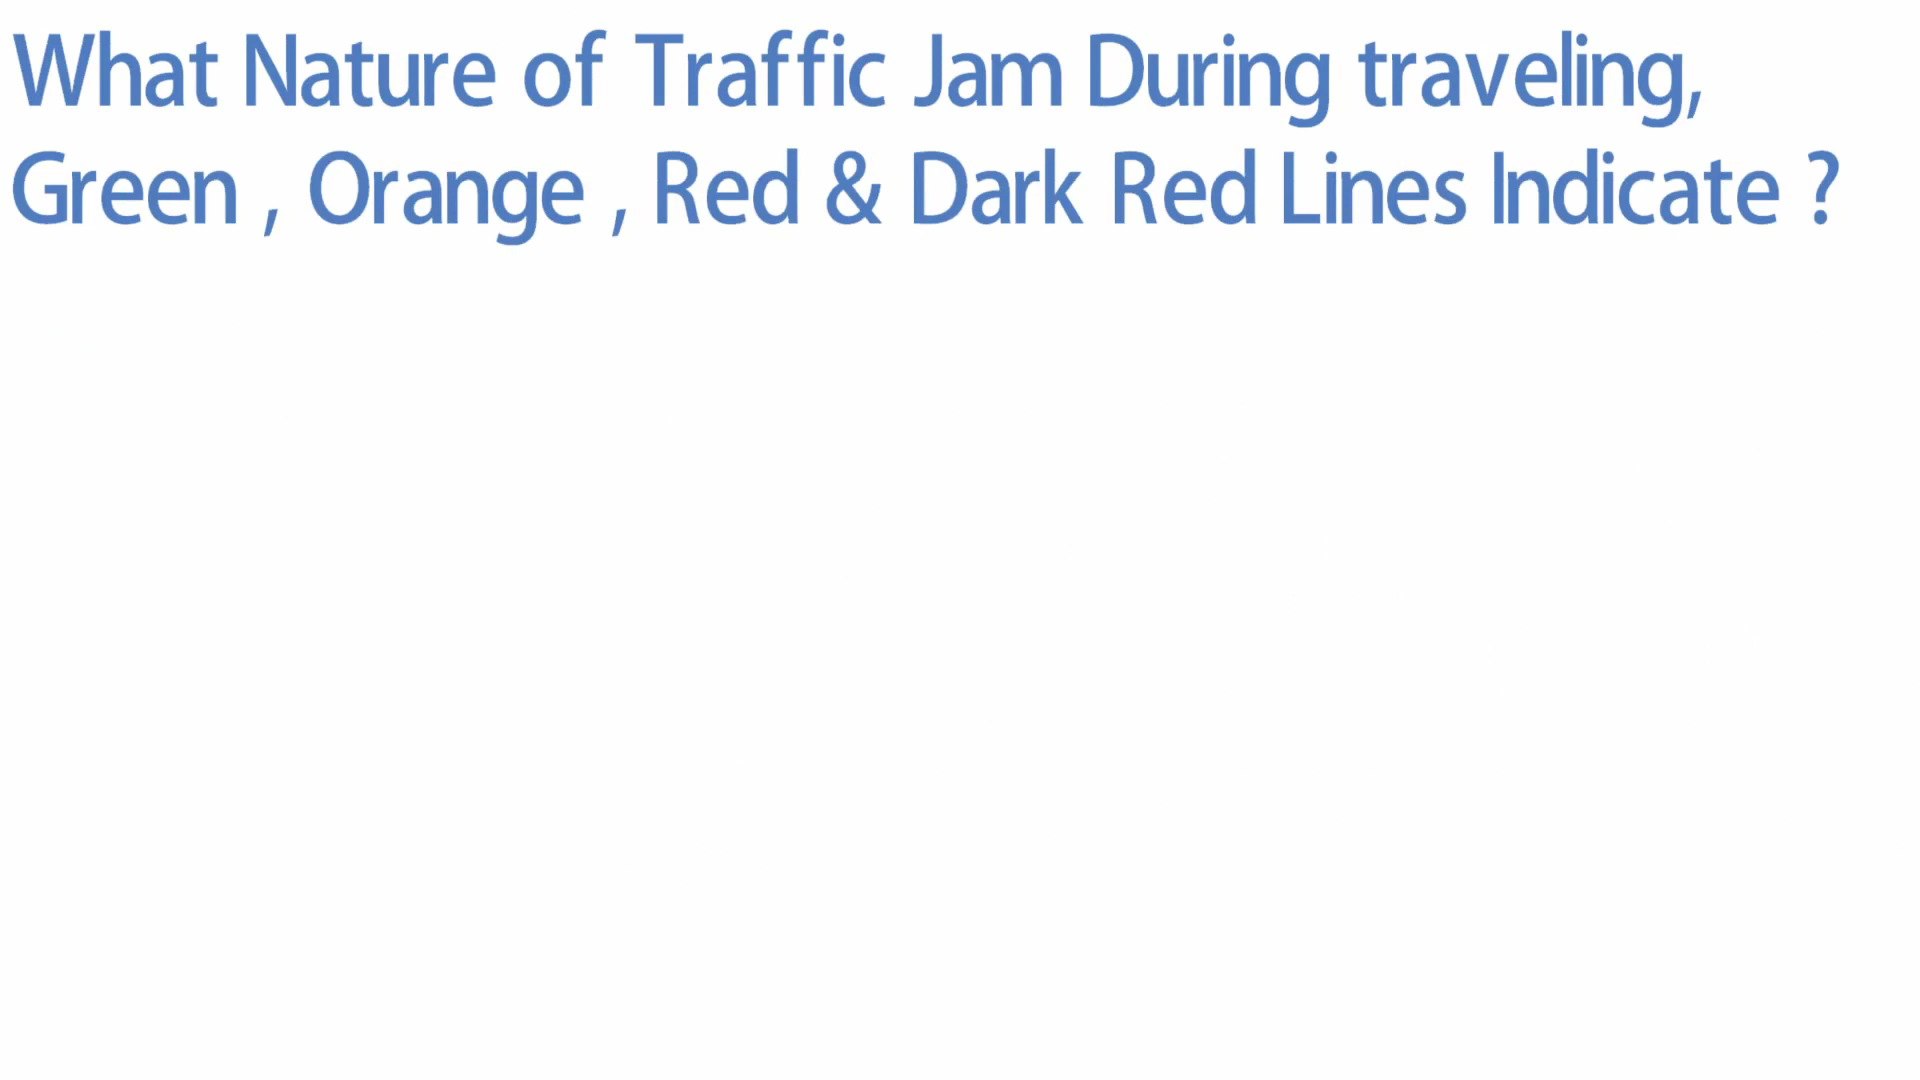 What Nature of Traffic Jam During traveling,
Green , Orange , Red & Dark Red Lines Indicate ?